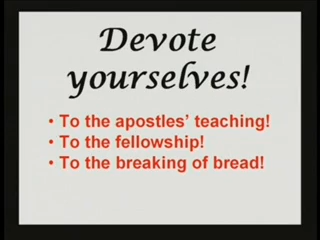 Devote
yourselves!
• To the apostles' teaching!
• To the fellowship!
• To the breaking of bread!